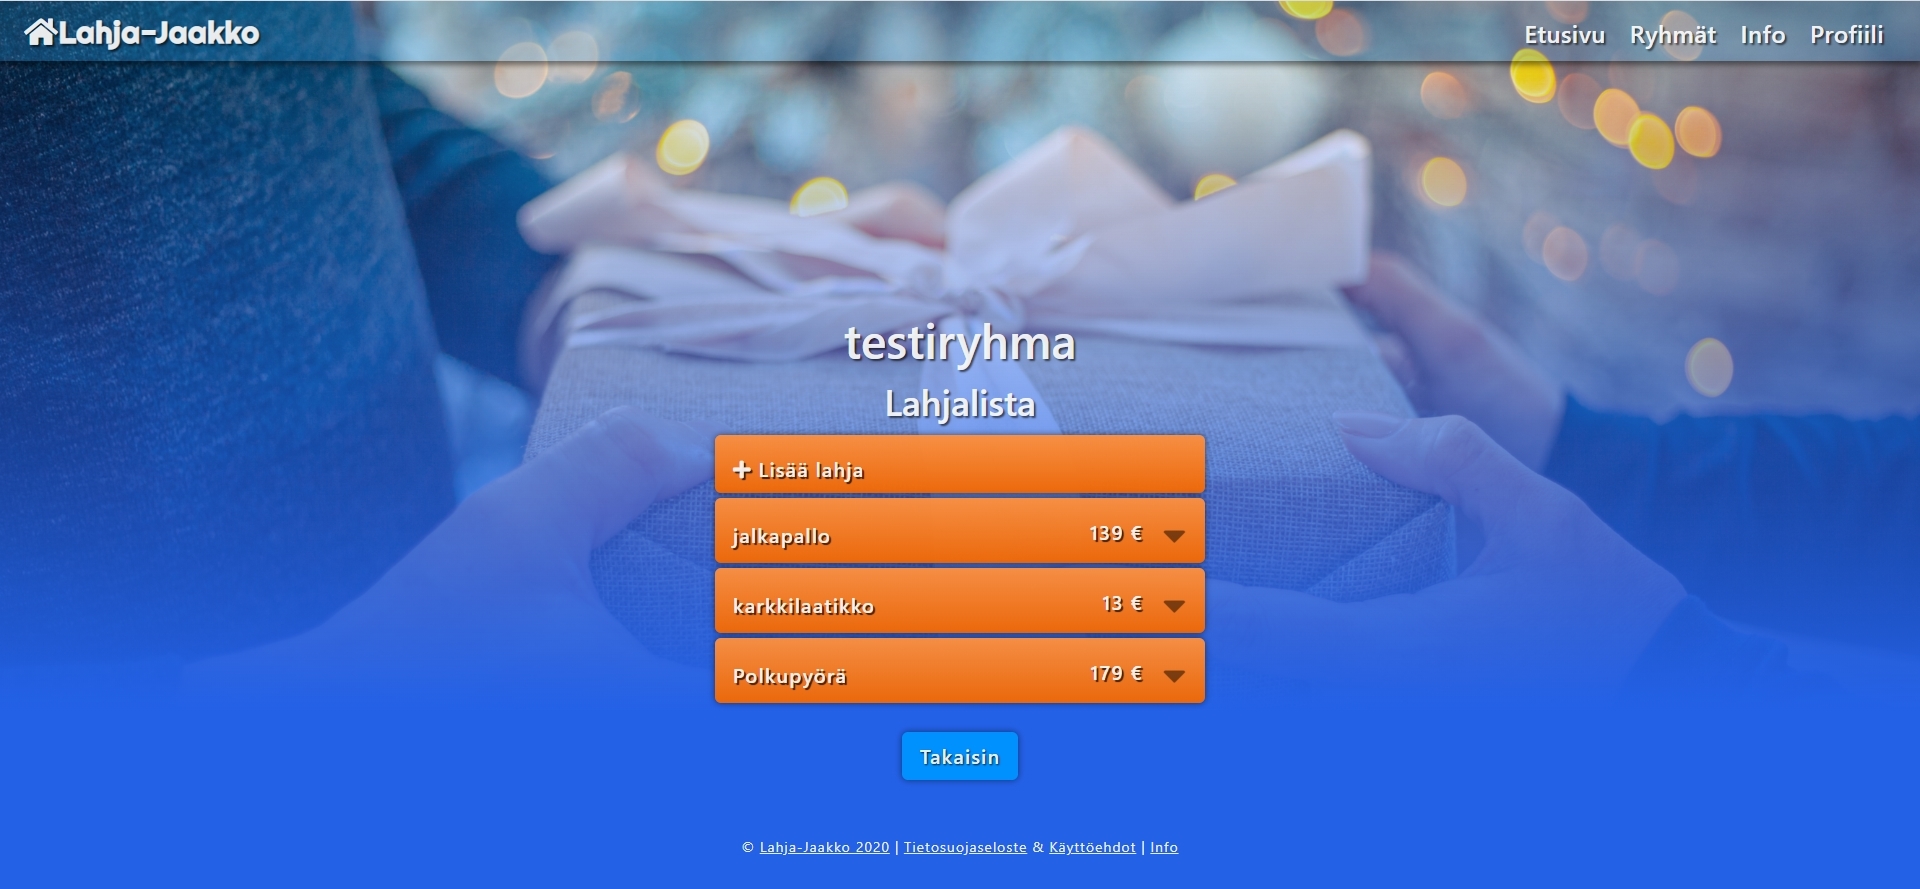 Lahja-Jaakko
Etusivu Ryhmät Info Profiili
testiryhma
Lahjalista
Lisää lahja
jalkapallo 139 €
karkkilaatikko 13 €
Polkupyörä 179 €
Takaisin
© Lahja-Jaakko 2020 | Tietosuojaseloste & Käyttöehdot | Info